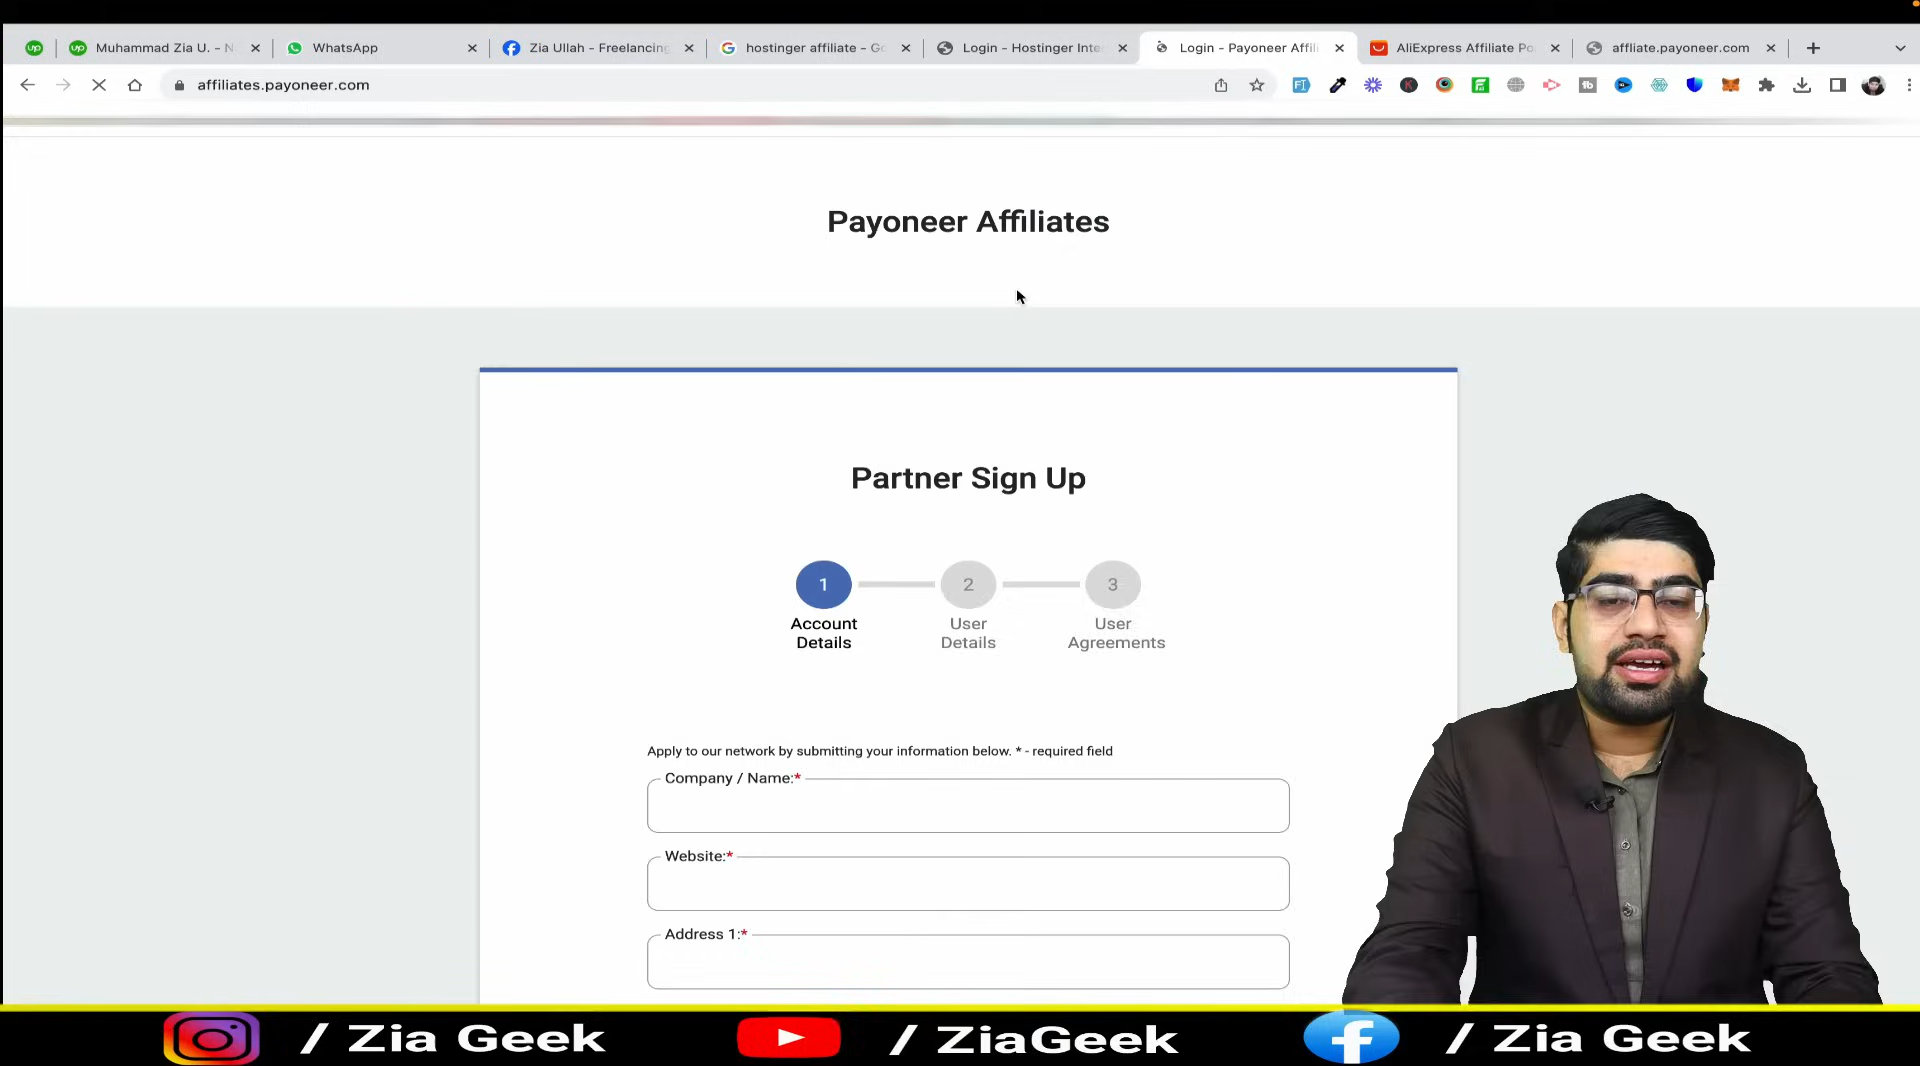 up
up Muhammad Zia U. - N
WhatsApp
Zia Ullah - Freelancing
hostinger affiliate - Go
Login - Hostinger Inte
Login - Payoneer Affili
AliExpress Affiliate Po
affliate.payoneer.com
affiliates.payoneer.com
Payoneer Affiliates
Partner Sign Up
1 2 3
Account Details
User Details
User Agreements
Apply to our network by submitting your information below. * - required field
Company / Name:*
Website:*
Address 1:*
/ Zia Geek
/ ZiaGeek
/ Zia Geek